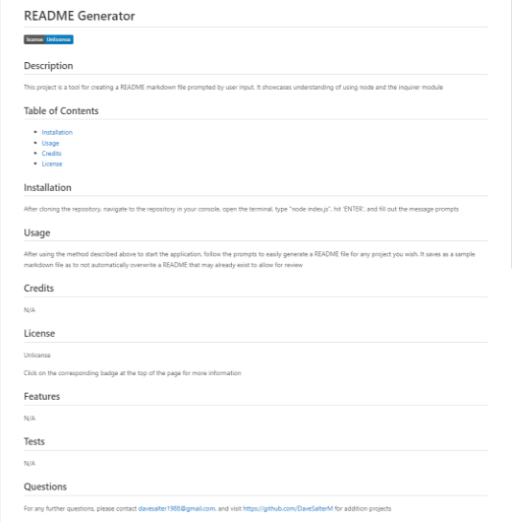 README Generator
license Unlicense
Description
This project is a tool for creating a README markdown file prompted by user input. It showcases understanding of using node and the inquirer module
Table of Contents
Installation
Usage
Credits
License
Installation
After cloning the repository, navigate to the repository in your console, open the terminal, type "node index.js", hit 'ENTER', and fill out the message prompts
Usage
After using the method described above to start the application, follow the prompts to easily generate a README file for any project you wish. It saves as a sample
markdown file as to not automatically overwrite a README that may already exist to allow for review
Credits
N/A
License
Unlicense
Click on the corresponding badge at the top of the page for more information
Features
N/A
Tests
N/A
Questions
For any further questions, please contact davesalter1988@gmail.com, and visit https://github.com/DaveSalterM for addition projects